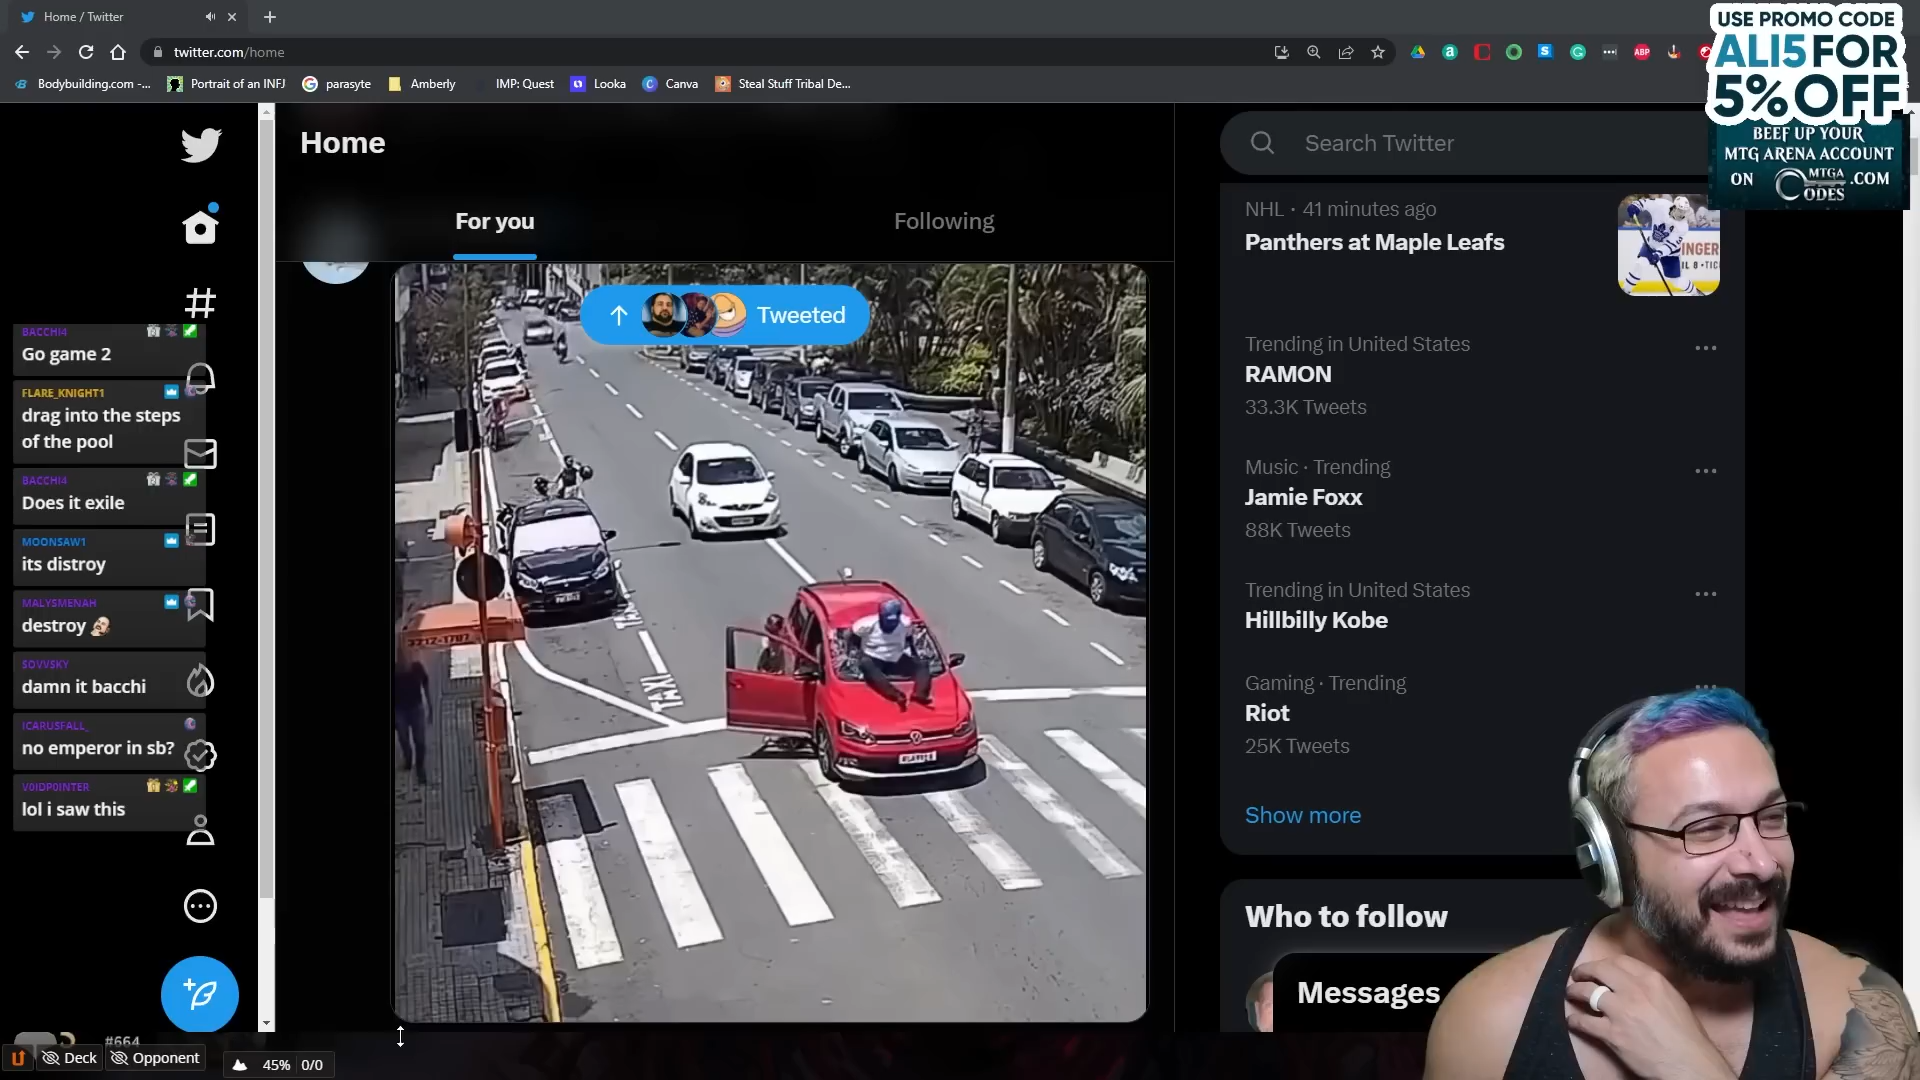 Home / Twitter
twitter.com/home
Bodybuilding.com -...
Portrait of an INFJ
parasyte
Amberly
IMP: Quest
Looka
Canva
Steal Stuff Tribal De...
USE PROMO CODE
ALI5 FOR
5% OFF
BEEF UP YOUR
MTG ARENA ACCOUNT
ON MTGA CODES .COM
Home
For you
Following
Tweeted
TAXI
Search Twitter
NHL · 41 minutes ago
Panthers at Maple Leafs
Trending in United States
RAMON
33.3K Tweets
Music · Trending
Jamie Foxx
88K Tweets
Trending in United States
Hillbilly Kobe
Gaming · Trending
Riot
25K Tweets
Show more
Who to follow
Messages
BACCHI4
Go game 2
FLARE_KNIGHT1
drag into the steps
of the pool
BACCHI4
Does it exile
MOONSAW1
its distroy
MALYSMENAH
destroy
SOVVSKY
damn it bacchi
ICARUSFALL_
no emperor in sb?
V0IDP0INTER
lol i saw this
#664
Deck
Opponent
45% 0/0